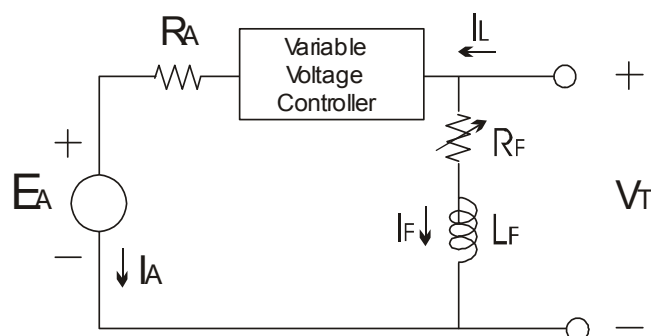 RA
Variable
Voltage
Controller
IL
+
+
EA
−
IA
RF
IF
LF
VT
−